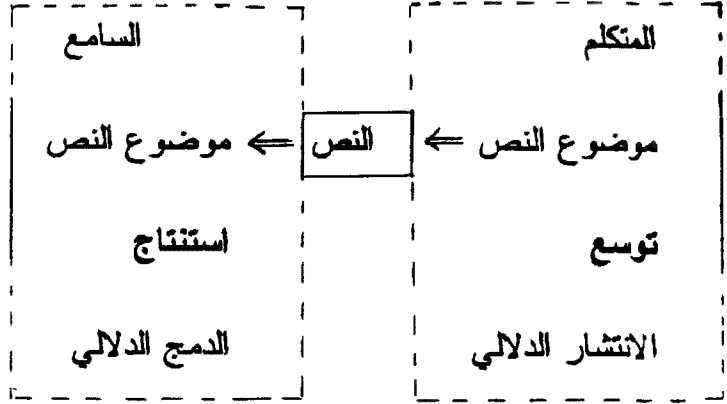 المتكلم
السامع
موضوع النص ⇐ النص ⇐ موضوع النص
توسع
استنتاج
الانتشار الدلالي
الدمج الدلالي